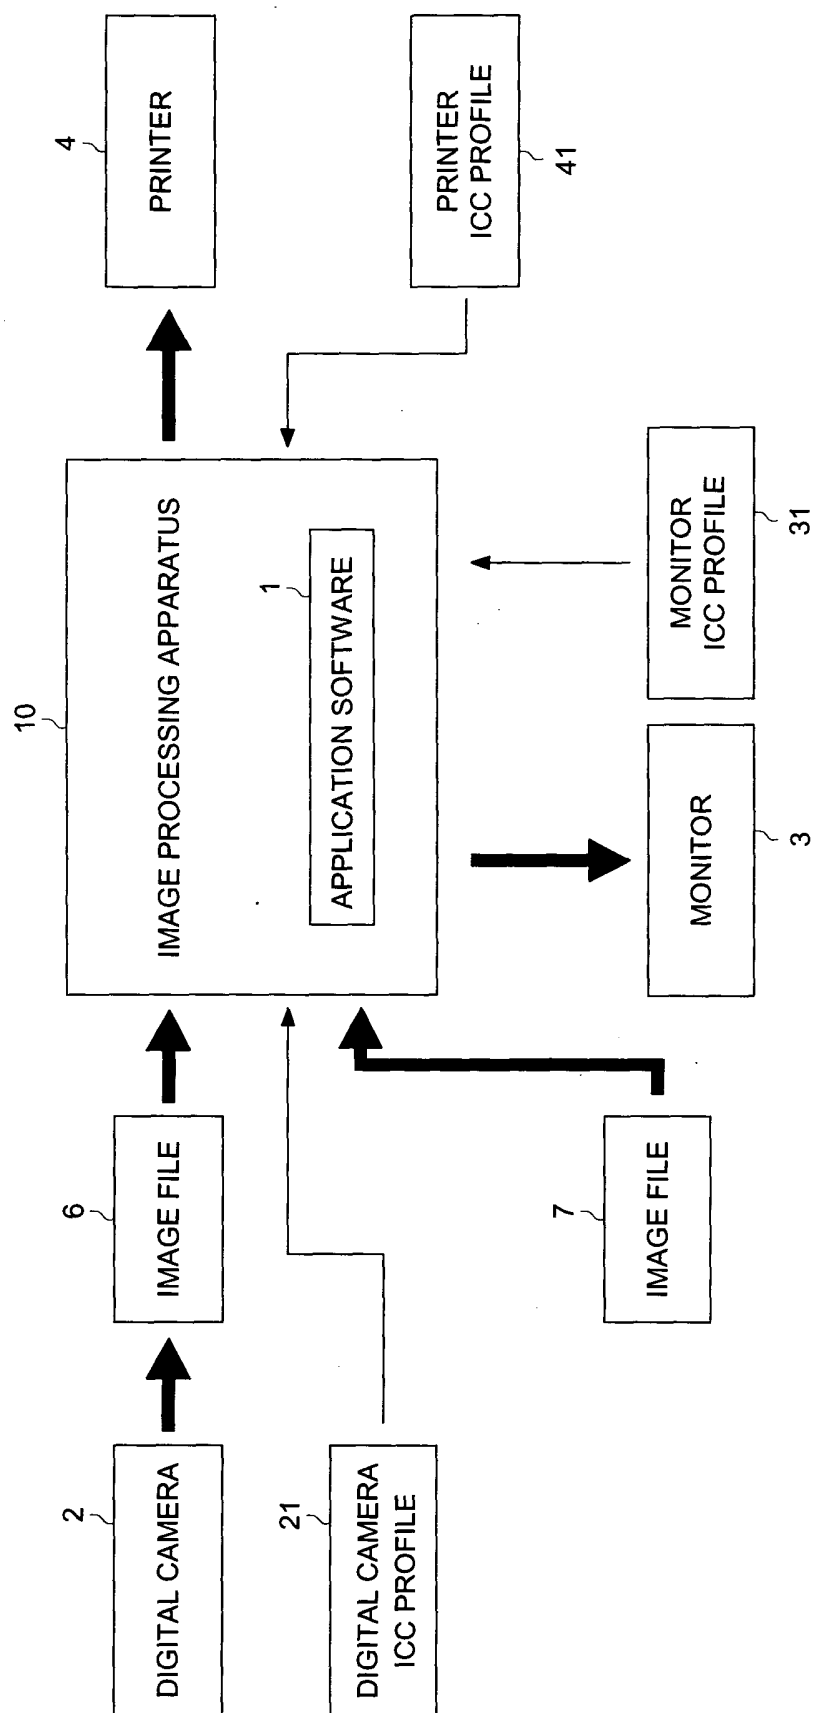 2
DIGITAL CAMERA
21
DIGITAL CAMERA
ICC PROFILE
6
IMAGE FILE
7
IMAGE FILE
10
IMAGE PROCESSING APPARATUS
1
APPLICATION SOFTWARE
MONITOR
3
MONITOR
ICC PROFILE
31
4
PRINTER
PRINTER
ICC PROFILE
41